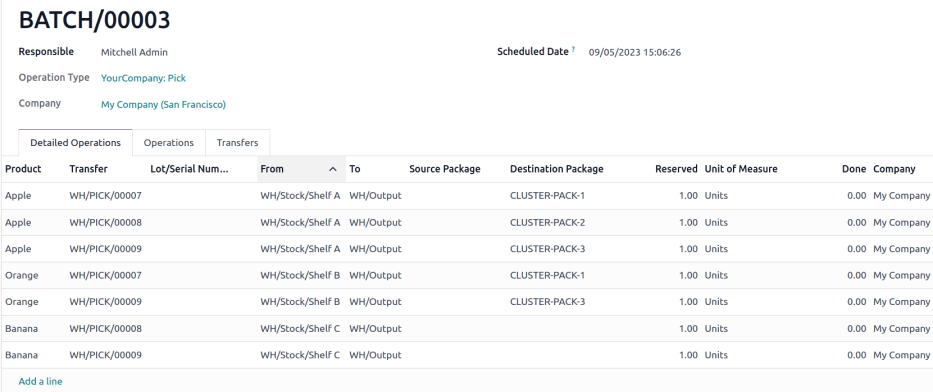 BATCH/00003
Responsible Mitchell Admin Scheduled Date ? 09/05/2023 15:06:26
Operation Type YourCompany: Pick
Company My Company (San Francisco)
Detailed Operations Operations Transfers
Product Transfer Lot/Serial Num... From To Source Package Destination Package Reserved Unit of Measure Done Company
Apple WH/PICK/00007 WH/Stock/Shelf A WH/Output CLUSTER-PACK-1 1.00 Units 0.00 My Company
Apple WH/PICK/00008 WH/Stock/Shelf A WH/Output CLUSTER-PACK-2 1.00 Units 0.00 My Company
Apple WH/PICK/00009 WH/Stock/Shelf A WH/Output CLUSTER-PACK-3 1.00 Units 0.00 My Company
Orange WH/PICK/00007 WH/Stock/Shelf B WH/Output CLUSTER-PACK-1 1.00 Units 0.00 My Company
Orange WH/PICK/00009 WH/Stock/Shelf B WH/Output CLUSTER-PACK-3 1.00 Units 0.00 My Company
Banana WH/PICK/00008 WH/Stock/Shelf C WH/Output 1.00 Units 0.00 My Company
Banana WH/PICK/00009 WH/Stock/Shelf C WH/Output 1.00 Units 0.00 My Company
Add a line